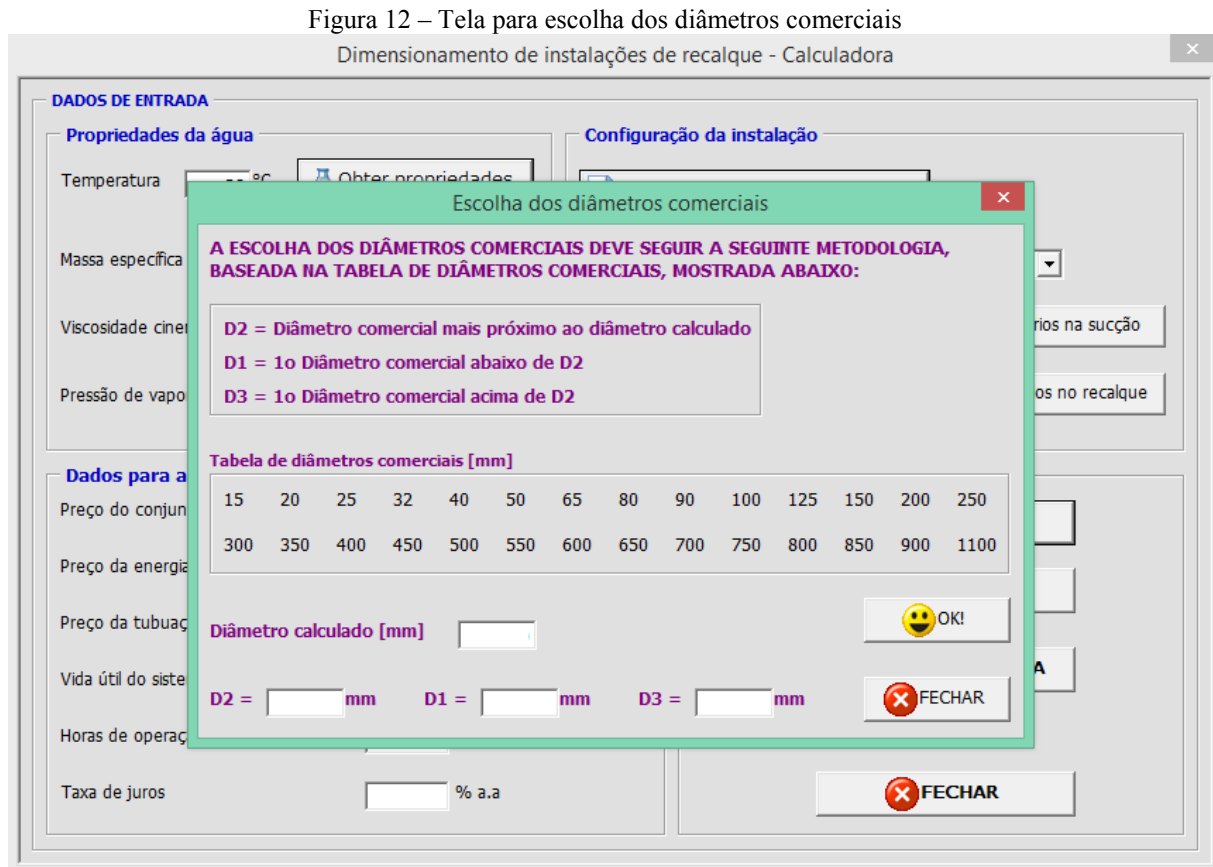 Figura 12 – Tela para escolha dos diâmetros comerciais
Dimensionamento de instalações de recalque - Calculadora
DADOS DE ENTRADA
Propriedades da água
Configuração da instalação
Temperatura
°C
Obter propriedades
Escolha dos diâmetros comerciais
A ESCOLHA DOS DIÂMETROS COMERCIAIS DEVE SEGUIR A SEGUINTE METODOLOGIA,
BASEADA NA TABELA DE DIÂMETROS COMERCIAIS, MOSTRADA ABAIXO:
Massa específica
D2 = Diâmetro comercial mais próximo ao diâmetro calculado
Viscosidade ciner
rios na sucção
D1 = 1o Diâmetro comercial abaixo de D2
Pressão de vapo
D3 = 1o Diâmetro comercial acima de D2
os no recalque
Tabela de diâmetros comerciais [mm]
Dados para a
15 20 25 32 40 50 65 80 90 100 125 150 200 250
Preço do conjun
300 350 400 450 500 550 600 650 700 750 800 850 900 1100
Preço da energia
Preço da tubuaç
Diâmetro calculado [mm]
OK!
Vida útil do siste
A
D2 = mm D1 = mm D3 = mm
FECHAR
Horas de operaç
Taxa de juros
% a.a
FECHAR